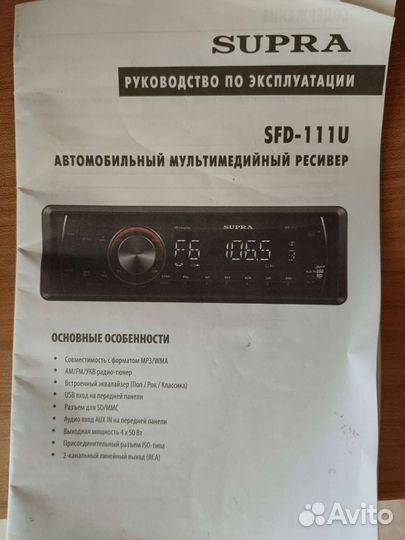 SUPRA
РУКОВОДСТВО ПО ЭКСПЛУАТАЦИИ
SFD-111U
АВТОМОБИЛЬНЫЙ МУЛЬТИМЕДИЙНЫЙ РЕСИВЕР
SUPRA
F6 106.5 3
ОСНОВНЫЕ ОСОБЕННОСТИ
• Совместимость с форматом MP3/WMA
• AM/FM/УКВ радио-тюнер
• Встроенный эквалайзер (Поп / Рок / Классика)
• USB вход на передней панели
• Разъем для SD/MMC
• Аудио вход AUX IN на передней панели
• Выходная мощность 4 x 50 Вт
• Присоединительный разъем ISO-типа
• 2-канальный линейный выход (RCA)
Avito